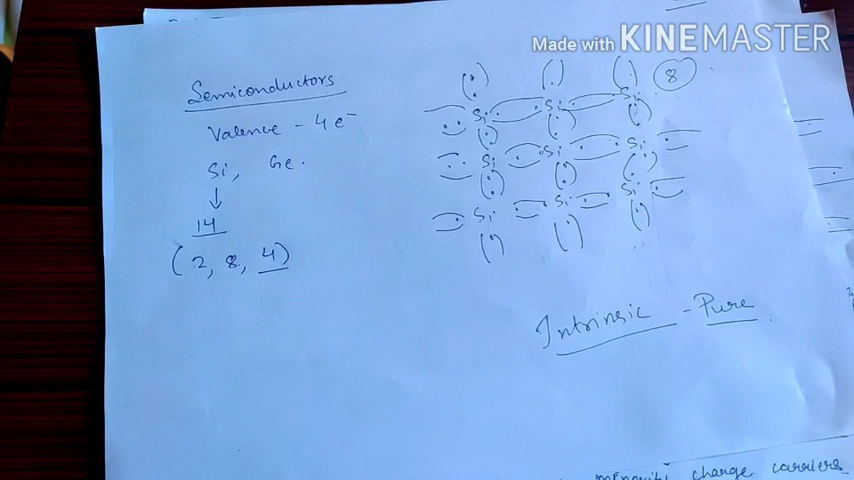 Made with KINEMASTER
Semiconductors
Valence - 4e⁻
Si, Ge.
↓
14
(2, 8, 4)
8
Si Si Si
Si Si Si
Si Si Si
Intrinsic - Pure
charge carriers